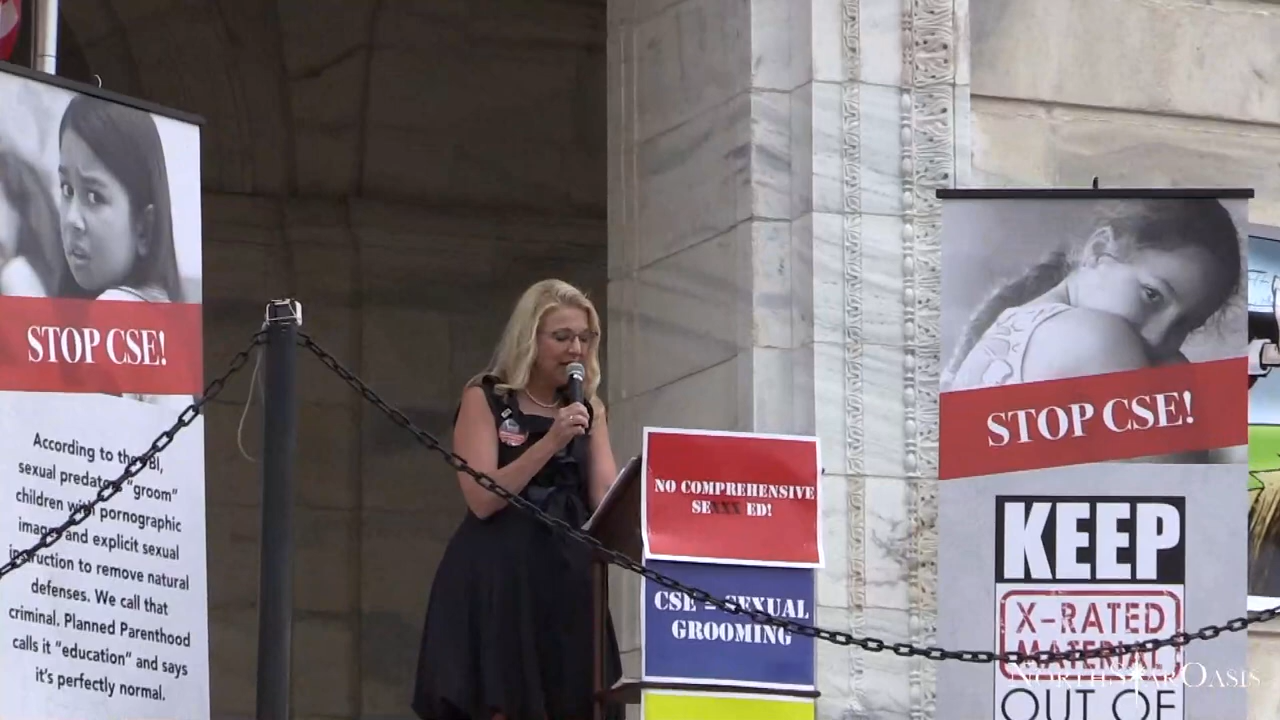 STOP CSE!
According to the FBI,
sexual predators "groom"
children with pornographic
images and explicit sexual
instruction to remove natural
defenses. We call that
criminal. Planned Parenthood
calls it "education" and says
it's perfectly normal.
NO COMPREHENSIVE
SEXXX ED!
CSE = SEXUAL
GROOMING
STOP CSE!
KEEP
X-RATED
MATERIAL
OUT OF
NORTHSTAR OASIS